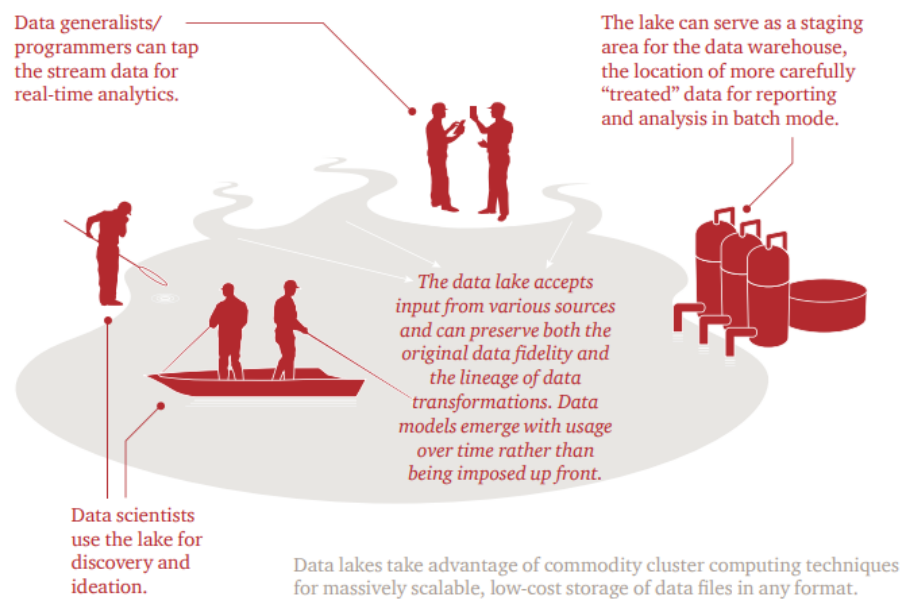 Data generalists/
programmers can tap
the stream data for
real-time analytics.
The lake can serve as a staging
area for the data warehouse,
the location of more carefully
“treated” data for reporting
and analysis in batch mode.
The data lake accepts
input from various sources
and can preserve both the
original data fidelity and
the lineage of data
transformations. Data
models emerge with usage
over time rather than
being imposed up front.
Data scientists
use the lake for
discovery and
ideation.
Data lakes take advantage of commodity cluster computing techniques
for massively scalable, low-cost storage of data files in any format.